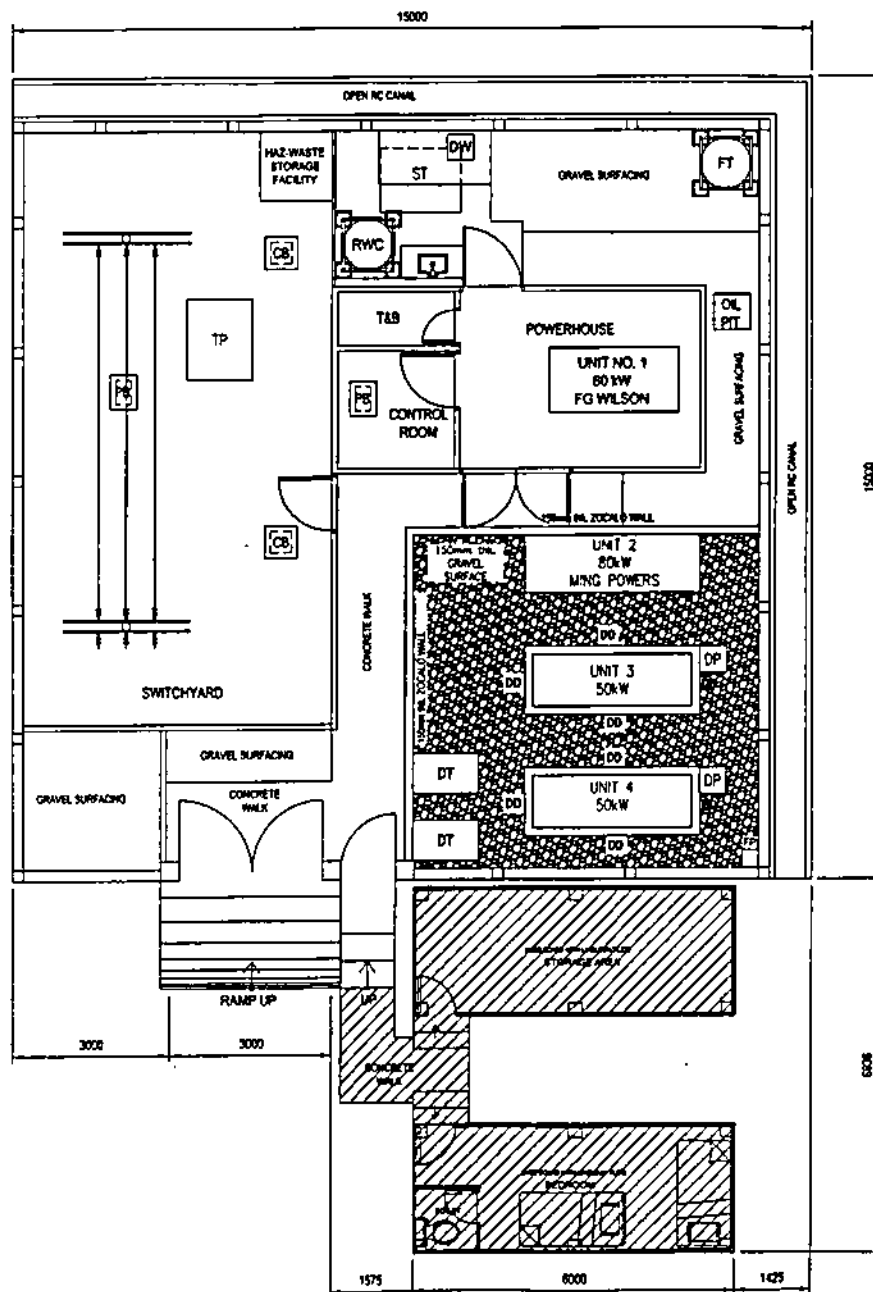 15000
OPEN RC CANAL
HAZ-WASTE
STORAGE
FACILITY
DW
ST
GRAVEL SURFACING
FT
RWC
CB
TP
T&B
POWERHOUSE
OIL
PIT
UNIT NO. 1
60 kW
FG WILSON
PB
PB
CONTROL
ROOM
GRAVEL SURFACING
OPEN RC CANAL
15000
CB
ZOCALO WALL
150mm
GRAVEL
SURFACE
UNIT 2
80kW
MING POWERS
CONCRETE WALK
ZOCALO WALL
DD
UNIT 3
50kW
DP
DD
DD
SWITCHYARD
GRAVEL SURFACING
GRAVEL SURFACING
CONCRETE
WALK
DT
DD
UNIT 4
50kW
DP
DD
DT
DD
FP
STORAGE AREA
RAMP UP
UP
3000
3000
CONCRETE
WALK
BEDROOM
TOILET
1575
6000
1425